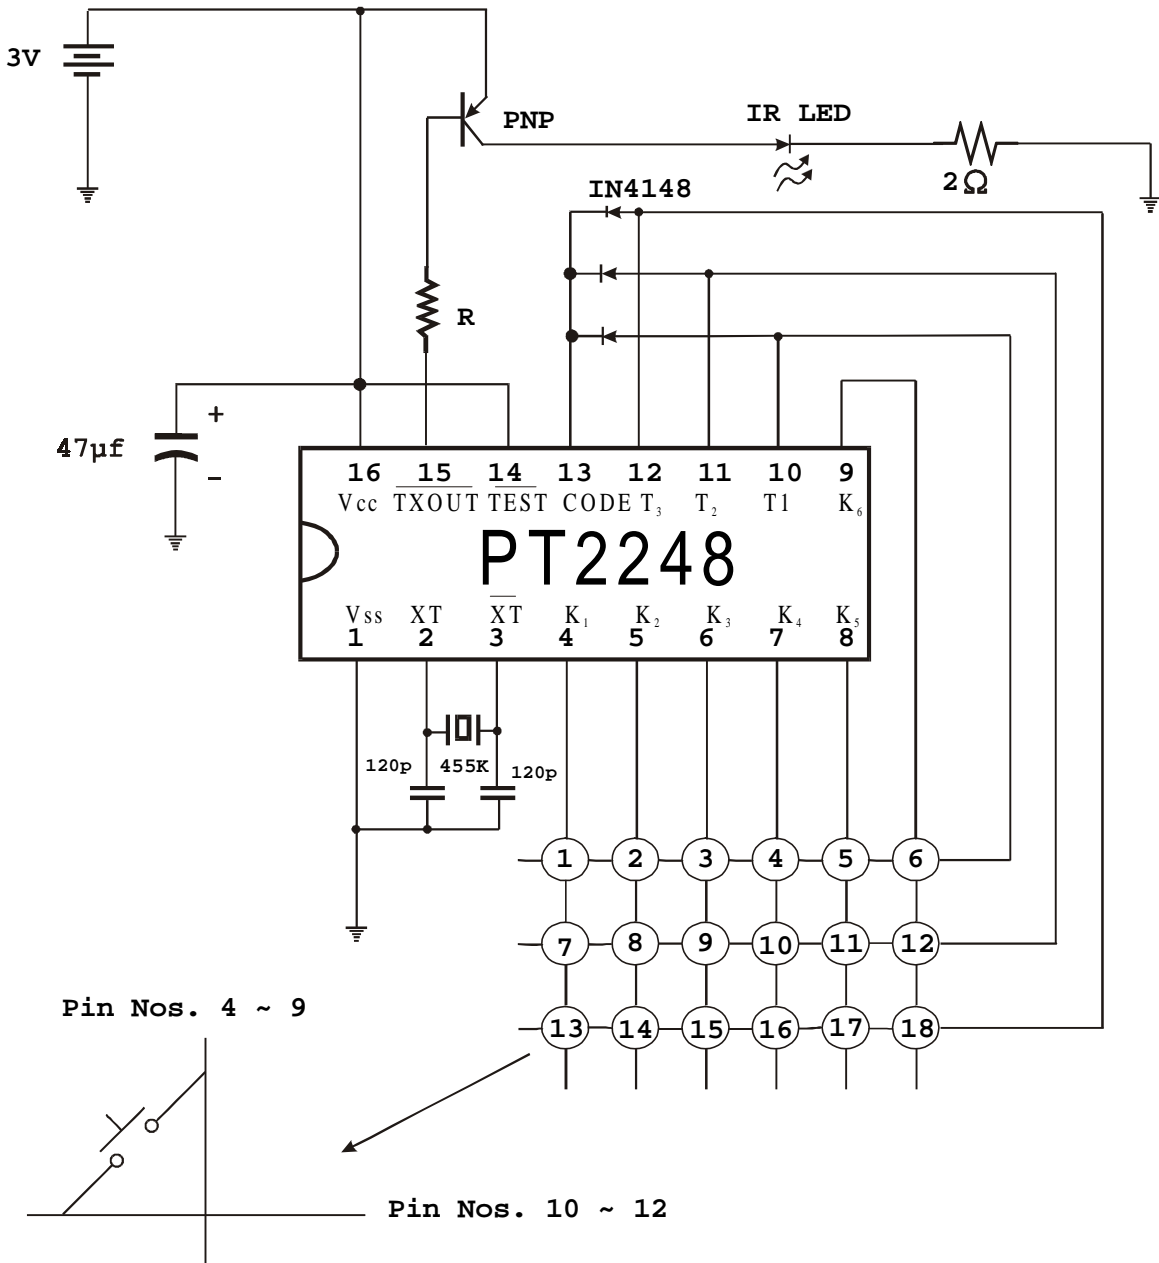 3V
PNP
IR LED
2Ω
IN4148
R
47µf
+
-
16 15 14 13 12 11 10 9
Vcc TXOUT TEST CODE T3 T2 T1 K6
PT2248
Vss XT XT K1 K2 K3 K4 K5
1 2 3 4 5 6 7 8
120p 455K 120p
1 2 3 4 5 6
7 8 9 10 11 12
13 14 15 16 17 18
Pin Nos. 4 ~ 9
Pin Nos. 10 ~ 12